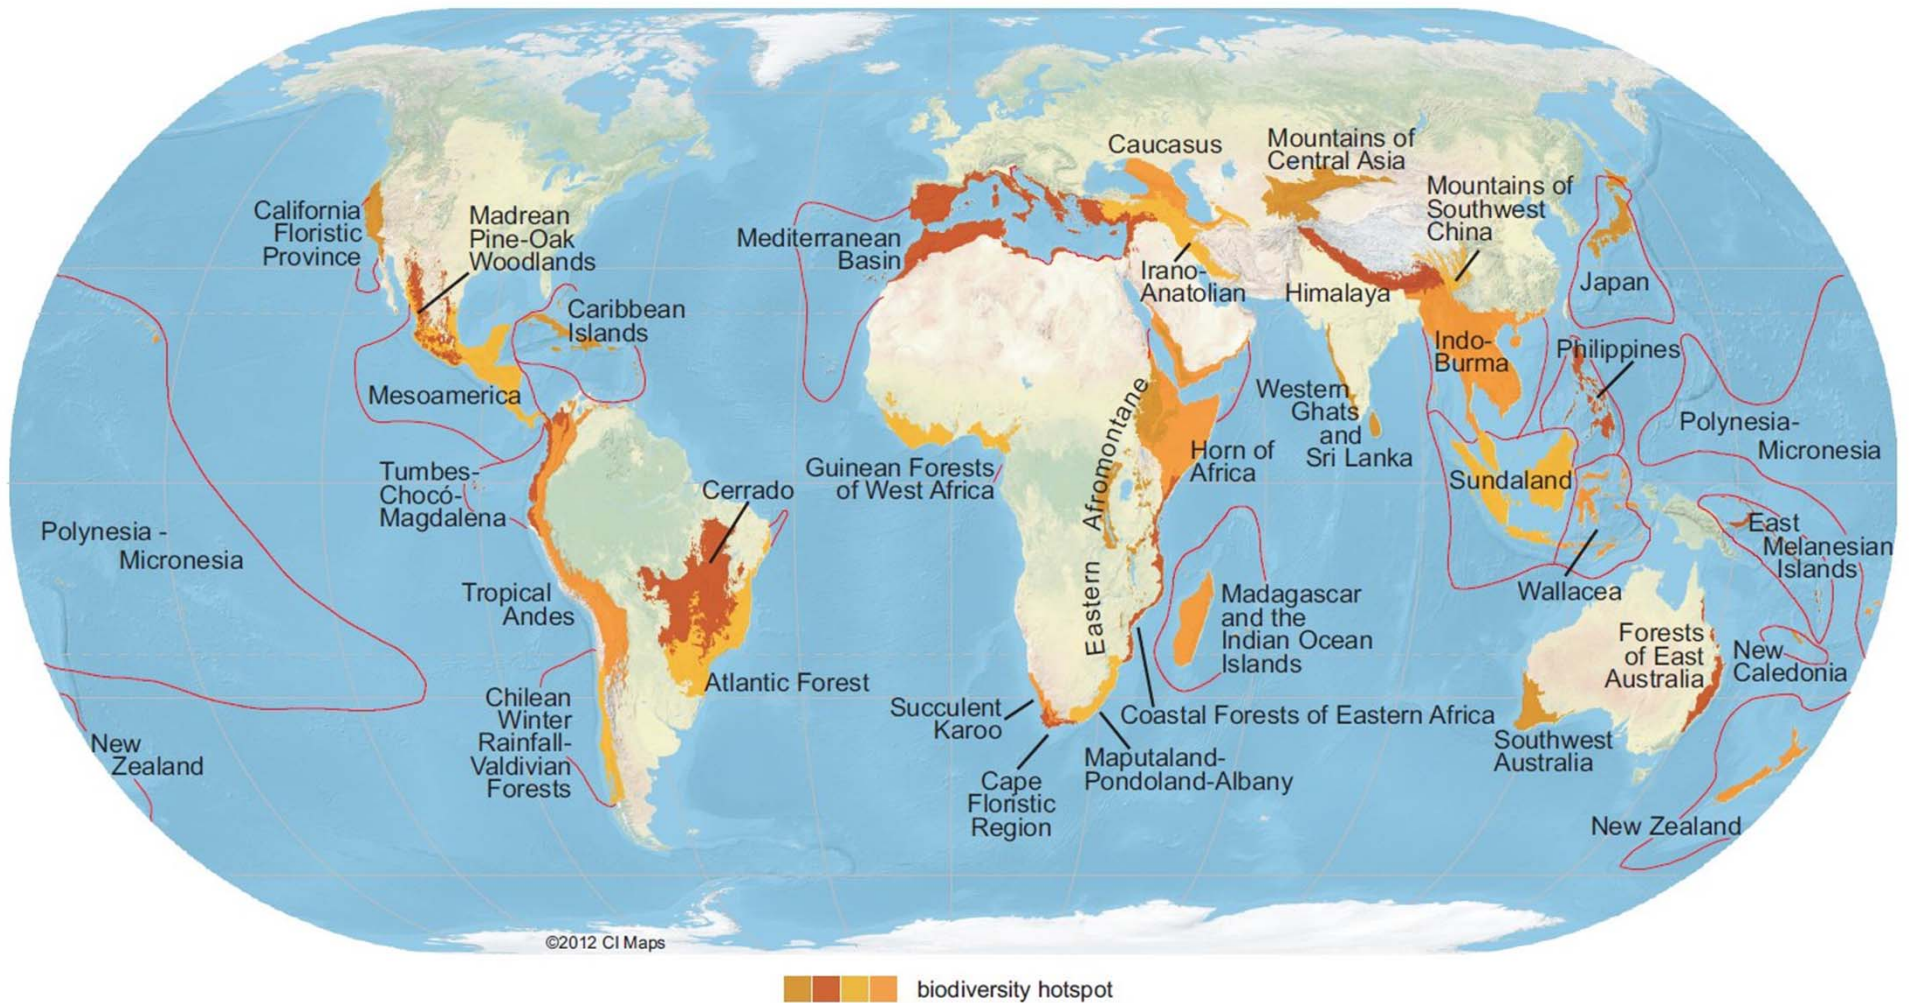 Caucasus
Mountains of
Central Asia
Mountains of
Southwest
China
California
Floristic
Province
Madrean
Pine-Oak
Woodlands
Mediterranean
Basin
Irano-
Anatolian
Himalaya
Japan
Caribbean
Islands
Indo-
Burma
Philippines
Mesoamerica
Western
Ghats
and
Sri Lanka
Polynesia-
Micronesia
Tumbes-
Chocó-
Magdalena
Cerrado
Guinean Forests
of West Africa
Eastern Afromontane
Horn of
Africa
Sundaland
Polynesia -
Micronesia
East
Melanesian
Islands
Tropical
Andes
Madagascar
and the
Indian Ocean
Islands
Wallacea
Forests
of East
Australia
New
Caledonia
Atlantic Forest
Chilean
Winter
Rainfall-
Valdivian
Forests
Succulent
Karoo
Coastal Forests of Eastern Africa
Maputaland-
Pondoland-Albany
Cape
Floristic
Region
Southwest
Australia
New
Zealand
New Zealand
©2012 CI Maps
biodiversity hotspot